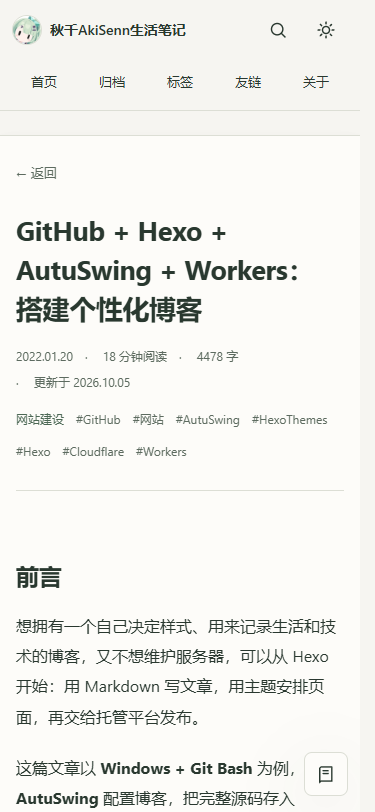 秋千AkiSenn生活笔记
首页 归档 标签 友链 关于
← 返回
GitHub + Hexo +
AutuSwing + Workers：
搭建个性化博客
2022.01.20 · 18 分钟阅读 · 4478 字
· 更新于 2026.10.05
网站建设 #GitHub #网站 #AutuSwing #HexoThemes
#Hexo #Cloudflare #Workers
前言
想拥有一个自己决定样式、用来记录生活和技
术的博客，又不想维护服务器，可以从 Hexo
开始：用 Markdown 写文章，用主题安排页
面，再交给托管平台发布。
这篇文章以 Windows + Git Bash 为例，
AutuSwing 配置博客，把完整源码存入